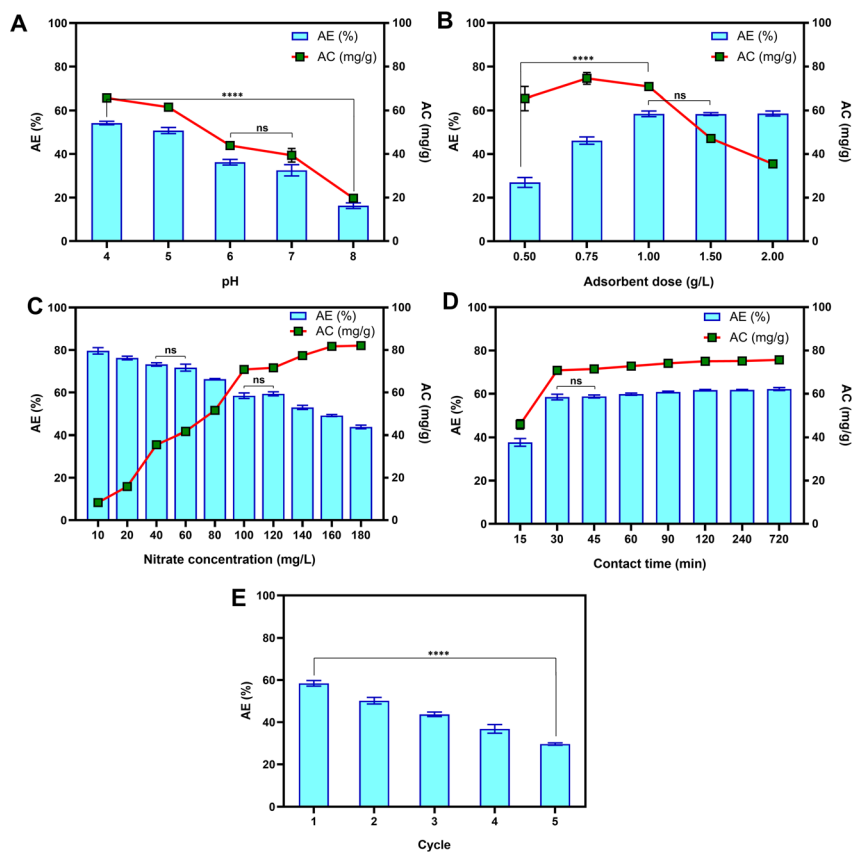 A
AE (%)
AC (mg/g)
****
ns
100
80
60
40
20
0
AE (%)
100
80
60
40
20
0
AC (mg/g)
4 5 6 7 8
pH
B
AE (%)
AC (mg/g)
****
ns
100
80
60
40
20
0
AE (%)
100
80
60
40
20
0
AC (mg/g)
0.50 0.75 1.00 1.50 2.00
Adsorbent dose (g/L)
C
AE (%)
AC (mg/g)
ns
ns
100
80
60
40
20
0
AE (%)
100
80
60
40
20
0
AC (mg/g)
10 20 40 60 80 100 120 140 160 180
Nitrate concentration (mg/L)
D
AE (%)
AC (mg/g)
ns
100
80
60
40
20
0
AE (%)
100
80
60
40
20
0
AC (mg/g)
15 30 45 60 90 120 240 720
Contact time (min)
E
****
100
80
60
40
20
0
AE (%)
1 2 3 4 5
Cycle